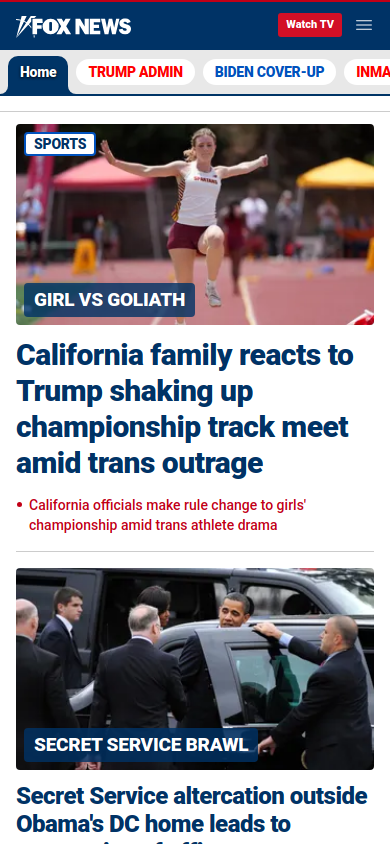 FOX NEWS
Watch TV
Home
TRUMP ADMIN
BIDEN COVER-UP
INMA
SPORTS
GIRL VS GOLIATH
California family reacts to
Trump shaking up
championship track meet
amid trans outrage
California officials make rule change to girls'
championship amid trans athlete drama
SECRET SERVICE BRAWL
Secret Service altercation outside
Obama's DC home leads to